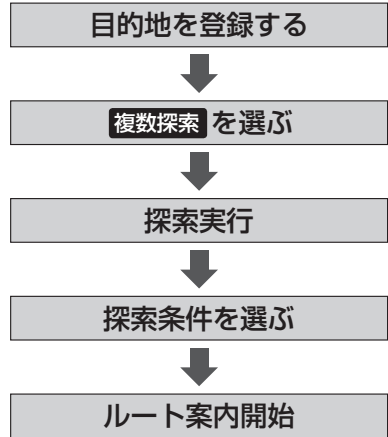 目的地を登録する
複数探索 を選ぶ
探索実行
探索条件を選ぶ
ルート案内開始